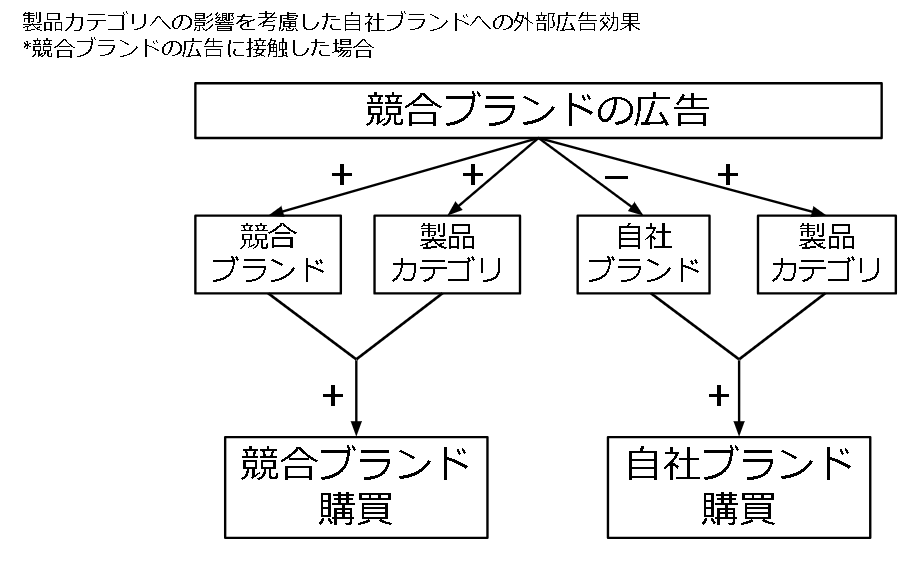 製品カテゴリへの影響を考慮した自社ブランドへの外部広告効果
*競合ブランドの広告に接触した場合
競合ブランドの広告
+
+
−
+
競合
ブランド
製品
カテゴリ
自社
ブランド
製品
カテゴリ
+
+
競合ブランド
購買
自社ブランド
購買